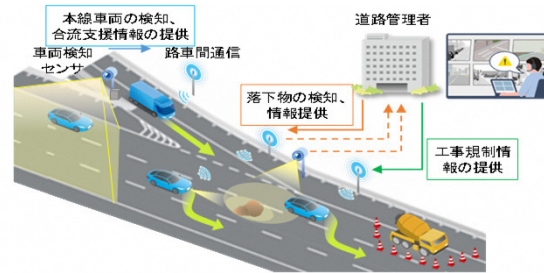 本線車両の検知、
合流支援情報の提供
車両検知
センサ
路車間通信
道路管理者
落下物の検知、
情報提供
工事規制情
報の提供